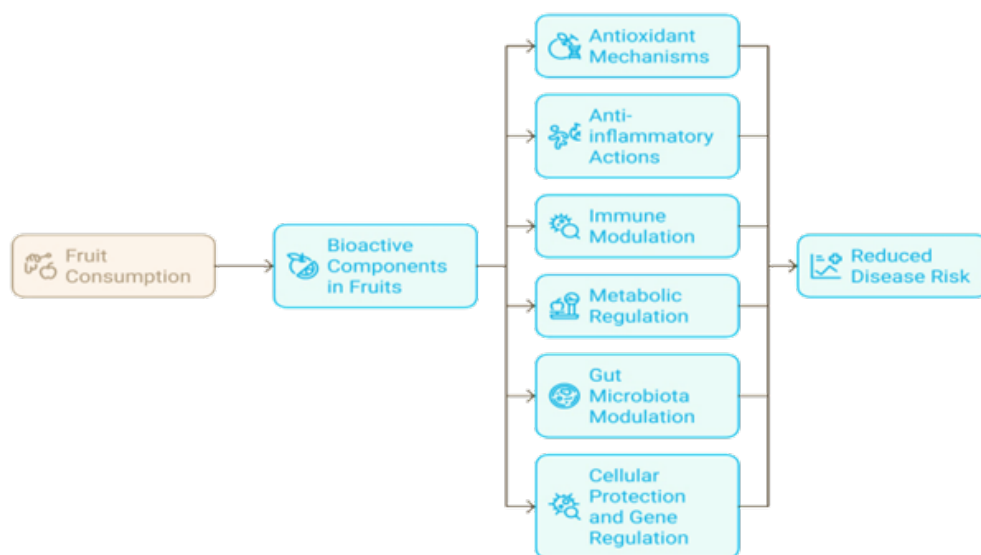 Fruit
Consumption
Bioactive
Components
in Fruits
Antioxidant
Mechanisms
Anti-
inflammatory
Actions
Immune
Modulation
Metabolic
Regulation
Gut
Microbiota
Modulation
Cellular
Protection
and Gene
Regulation
Reduced
Disease Risk